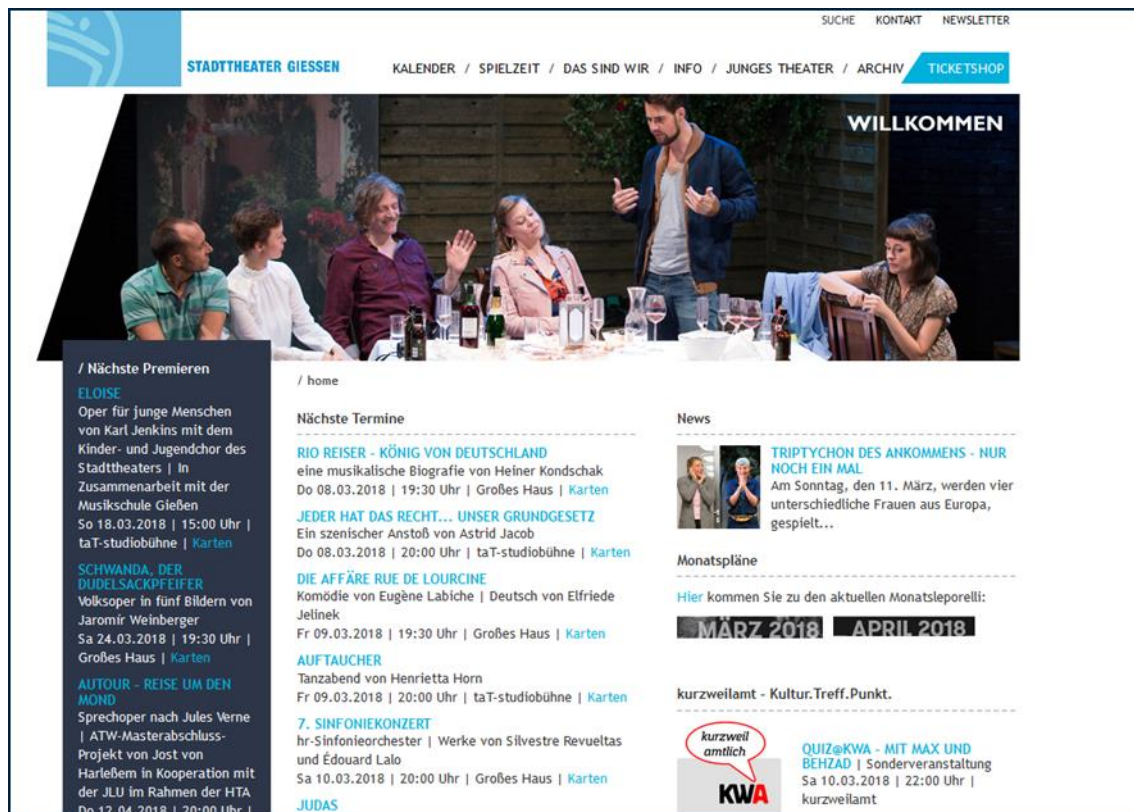 SUCHE KONTAKT NEWSLETTER
STADTTHEATER GIESSEN
KALENDER / SPIELZEIT / DAS SIND WIR / INFO / JUNGES THEATER / ARCHIV
TICKETSHOP
WILLKOMMEN
/ Nächste Premieren
ELOISE
Oper für junge Menschen
von Karl Jenkins mit dem
Kinder- und Jugendchor des
Stadttheaters | In
Zusammenarbeit mit der
Musikschule Gießen
So 18.03.2018 | 15:00 Uhr |
taT-studiobühne | Karten
SCHWANDA, DER
DUDELSACKPFEIFER
Volksoper in fünf Bildern von
Jaromír Weinberger
Sa 24.03.2018 | 19:30 Uhr |
Großes Haus | Karten
AUTOUR - REISE UM DEN
MOND
Sprechoper nach Jules Verne
| ATW-Masterabschluss-
Projekt von Jost von
Harleßem in Kooperation mit
der JLU im Rahmen der HTA
Do 12.04.2018 | 20:00 Uhr |
/ home
Nächste Termine
RIO REISER - KÖNIG VON DEUTSCHLAND
eine musikalische Biografie von Heiner Kondschak
Do 08.03.2018 | 19:30 Uhr | Großes Haus | Karten
JEDER HAT DAS RECHT... UNSER GRUNDGESETZ
Ein szenischer Anstoß von Astrid Jacob
Do 08.03.2018 | 20:00 Uhr | taT-studiobühne | Karten
DIE AFFÄRE RUE DE LOURCINE
Komödie von Eugène Labiche | Deutsch von Elfriede
Jelinek
Fr 09.03.2018 | 19:30 Uhr | Großes Haus | Karten
AUFTAUCHER
Tanzabend von Henrietta Horn
Fr 09.03.2018 | 20:00 Uhr | taT-studiobühne | Karten
7. SINFONIEKONZERT
hr-Sinfonieorchester | Werke von Silvestre Revueltas
und Édouard Lalo
Sa 10.03.2018 | 20:00 Uhr | Großes Haus | Karten
JUDAS
News
TRIPTYCHON DES ANKOMMENS - NUR
NOCH EIN MAL
Am Sonntag, den 11. März, werden vier
unterschiedliche Frauen aus Europa,
gespielt...
Monatspläne
Hier kommen Sie zu den aktuellen Monatsleporelli:
MÄRZ 2018 APRIL 2018
kurzweilamt - Kultur.Treff.Punkt.
kurzweil
amtlich
KWA
QUIZ@KWA - MIT MAX UND
BEHZAD | Sonderveranstaltung
Sa 10.03.2018 | 22:00 Uhr |
kurzweilamt